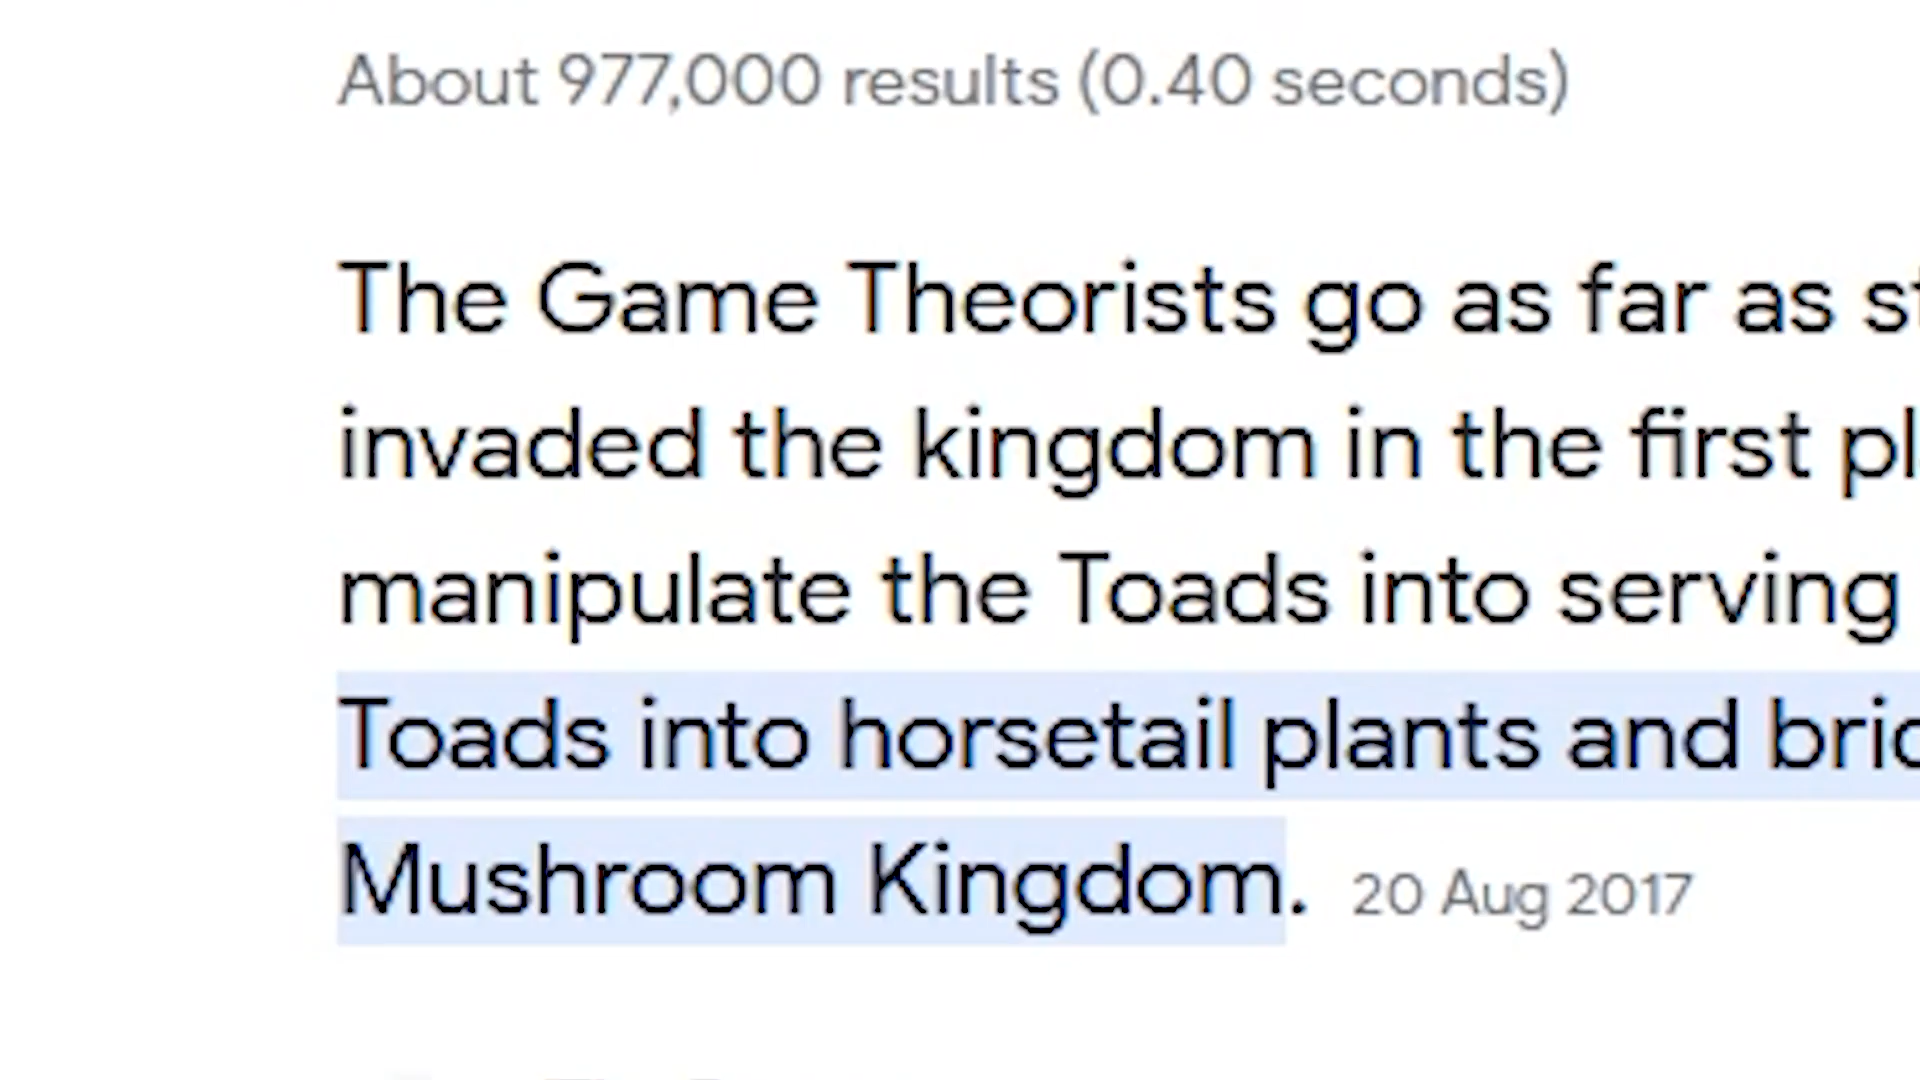 About 977,000 results (0.40 seconds)
The Game Theorists go as far as
invaded the kingdom in the first
manipulate the Toads into serving
Toads into horsetail plants and
Mushroom Kingdom. 20 Aug 2017